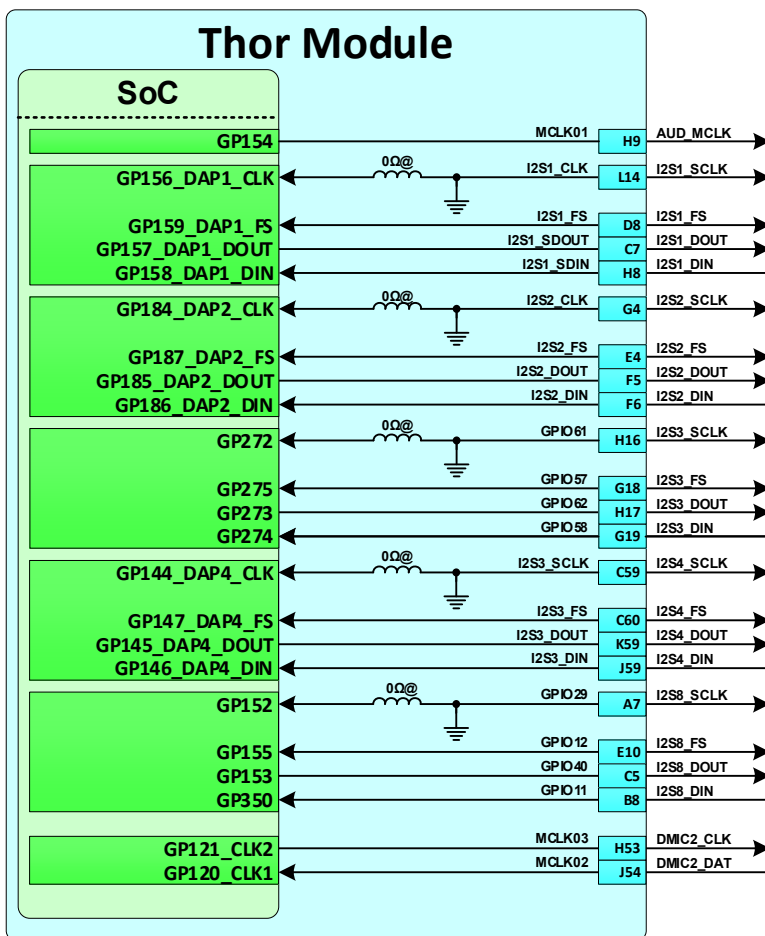 Thor Module
SoC
GP154 MCLK01 H9 AUD_MCLK
GP156_DAP1_CLK 0Ω@ I2S1_CLK L14 I2S1_SCLK
GP159_DAP1_FS I2S1_FS D8 I2S1_FS
GP157_DAP1_DOUT I2S1_SDOUT C7 I2S1_DOUT
GP158_DAP1_DIN I2S1_SDIN H8 I2S1_DIN
GP184_DAP2_CLK 0Ω@ I2S2_CLK G4 I2S2_SCLK
GP187_DAP2_FS I2S2_FS E4 I2S2_FS
GP185_DAP2_DOUT I2S2_DOUT F5 I2S2_DOUT
GP186_DAP2_DIN I2S2_DIN F6 I2S2_DIN
GP272 0Ω@ GPIO61 H16 I2S3_SCLK
GP275 GPIO57 G18 I2S3_FS
GP273 GPIO62 H17 I2S3_DOUT
GP274 GPIO58 G19 I2S3_DIN
GP144_DAP4_CLK 0Ω@ I2S3_SCLK C59 I2S4_SCLK
GP147_DAP4_FS I2S3_FS C60 I2S4_FS
GP145_DAP4_DOUT I2S3_DOUT K59 I2S4_DOUT
GP146_DAP4_DIN I2S3_DIN J59 I2S4_DIN
GP152 0Ω@ GPIO29 A7 I2S8_SCLK
GP155 GPIO12 E10 I2S8_FS
GP153 GPIO40 C5 I2S8_DOUT
GP350 GPIO11 B8 I2S8_DIN
GP121_CLK2 MCLK03 H53 DMIC2_CLK
GP120_CLK1 MCLK02 J54 DMIC2_DAT